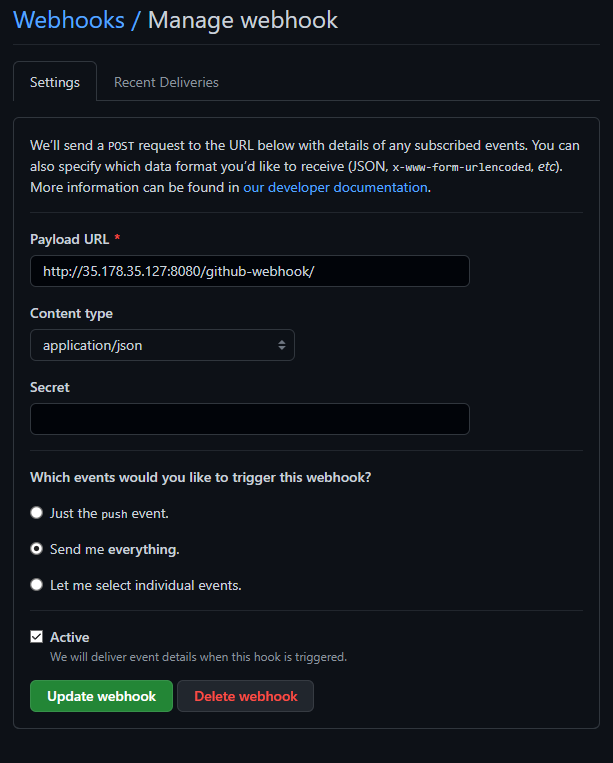 Webhooks / Manage webhook
Settings
Recent Deliveries
We’ll send a POST request to the URL below with details of any subscribed events. You can
also specify which data format you’d like to receive (JSON, x-www-form-urlencoded, etc).
More information can be found in our developer documentation.
Payload URL *
http://35.178.35.127:8080/github-webhook/
Content type
application/json
Secret
Which events would you like to trigger this webhook?
Just the push event.
Send me everything.
Let me select individual events.
Active
We will deliver event details when this hook is triggered.
Update webhook
Delete webhook